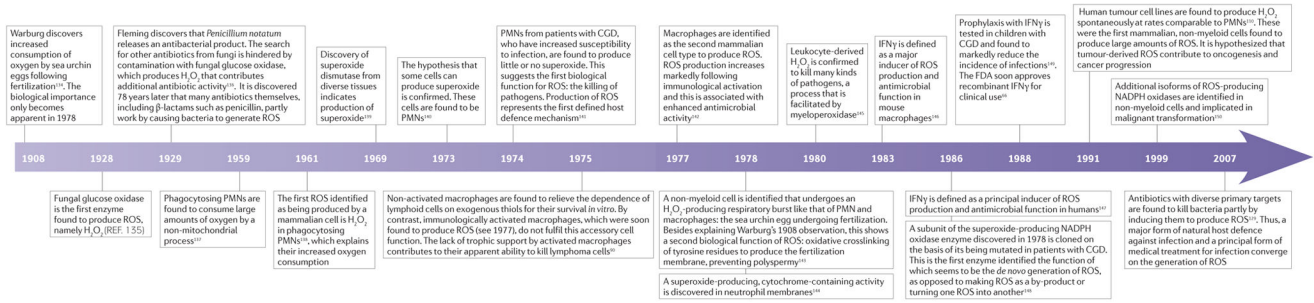 Warburg discovers
increased
consumption of
oxygen by sea urchin
eggs following
fertilization¹³⁴. The
biological importance
only becomes
apparent in 1978
Fleming discovers that Penicillium notatum
releases an antibacterial product. The search
for other antibiotics from fungi is hindered by
contamination with fungal glucose oxidase,
which produces H₂O₂ that contributes
additional antibiotic activity¹³⁶. It is discovered
78 years later that many antibiotics themselves,
including β-lactams such as penicillin, partly
work by causing bacteria to generate ROS
Discovery of
superoxide
dismutase from
diverse tissues
indicates
production of
superoxide¹³⁹
The hypothesis that
some cells can
produce superoxide
is confirmed. These
cells are found to be
PMNs¹⁴⁰
PMNs from patients with CGD,
who have increased susceptibility
to infection, are found to produce
little or no superoxide. This
suggests the first biological
function for ROS: the killing of
pathogens. Production of ROS
represents the first defined host
defence mechanism¹⁴¹
Macrophages are
identified as the second mammalian
cell type to produce ROS.
ROS production increases
markedly following
immunological activation
and this is associated with
enhanced antimicrobial
activity¹⁴²
Leukocyte-derived
H₂O₂ is confirmed
to kill many kinds
of pathogens, a
process that is
facilitated by
myeloperoxidase¹⁴⁵
IFNγ is defined
as a major
inducer of ROS
production and
antimicrobial
function in
mouse
macrophages¹⁴⁶
Prophylaxis with IFNγ is
tested in children with
CGD and found to
markedly reduce the
incidence of infections¹⁴⁹.
The FDA soon approves
recombinant IFNγ for
clinical use⁶⁶
Human tumour cell lines are found to produce H₂O₂
spontaneously at rates comparable to PMNs¹⁵⁰. These
were the first mammalian, non-myeloid cells found to
produce large amounts of ROS. It is hypothesized that
tumour-derived ROS contribute to oncogenesis and
cancer progression
Additional isoforms of ROS-producing
NADPH oxidases are identified in
non-myeloid cells and implicated in
malignant transformation¹⁵⁸
1908 1928 1929 1959 1961 1969 1973 1974 1975 1977 1978 1980 1983 1986 1988 1991 1999 2007
Fungal glucose oxidase
is the first enzyme
found to produce ROS,
namely H₂O₂ (REF. 135)
Phagocytosing PMNs are
found to consume large
amounts of oxygen by a
non-mitochondrial
process¹³⁷
The first ROS identified
as being produced by a
mammalian cell is H₂O₂
in phagocytosing
PMNs¹³⁸, which explains
their increased oxygen
consumption
Non-activated macrophages are found to relieve the dependence of
lymphoid cells on exogenous thiols for their survival in vitro. By
contrast, immunologically activated macrophages, which were soon
found to produce ROS (see 1977), do not fulfil this accessory cell
function. The lack of trophic support by activated macrophages
contributes to their apparent ability to kill lymphoma cells⁹⁵
A non-myeloid cell is identified that undergoes an
H₂O₂-producing respiratory burst like that of PMN and
macrophages: the sea urchin egg undergoing fertilization.
Besides explaining Warburg's 1908 observation, this shows
a second biological function of ROS: oxidative crosslinking
of tyrosine residues to produce the fertilization
membrane, preventing polyspermy¹⁴³
A superoxide-producing, cytochrome-containing activity
is discovered in neutrophil membranes¹⁴⁴
IFNγ is defined as a principal inducer of ROS
production and antimicrobial function in humans¹⁴⁷
A subunit of the superoxide-producing NADPH
oxidase enzyme discovered in 1978 is cloned on
the basis of its being mutated in patients with CGD.
This is the first enzyme identified the function of which
seems to be the de novo generation of ROS,
as opposed to making ROS as a by-product or
turning one ROS into another¹⁴⁸
Antibiotics with diverse primary targets
are found to kill bacteria partly by
inducing them to produce ROS¹²⁹. Thus, a
major form of natural host defence
against infection and a principal form of
medical treatment for infection converge
on the generation of ROS